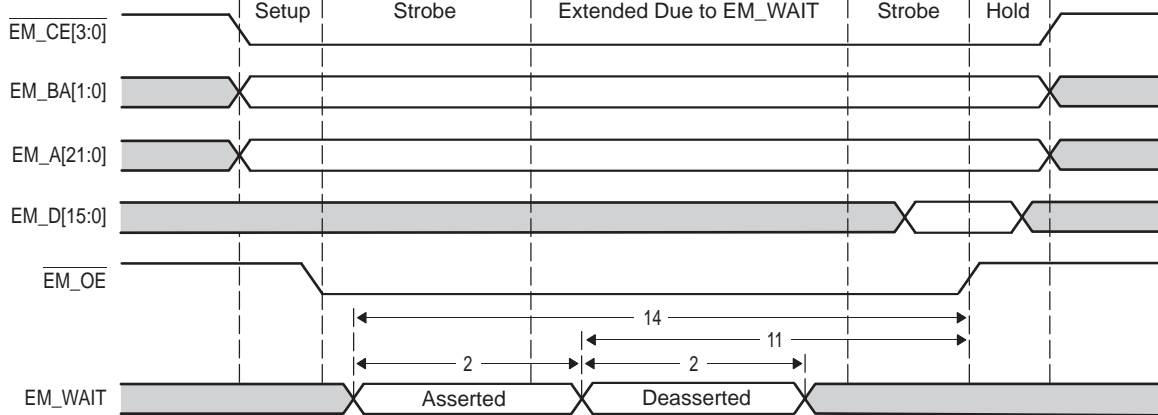 Setup Strobe Extended Due to EM_WAIT Strobe Hold
EM_CE[3:0]
EM_BA[1:0]
EM_A[21:0]
EM_D[15:0]
EM_OE
14
11
2 2
EM_WAIT Asserted Deasserted